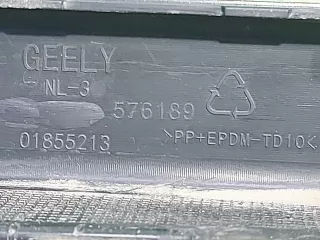 GEELY
NL-3
576189
01855213
>PP+EPDM-TD10<